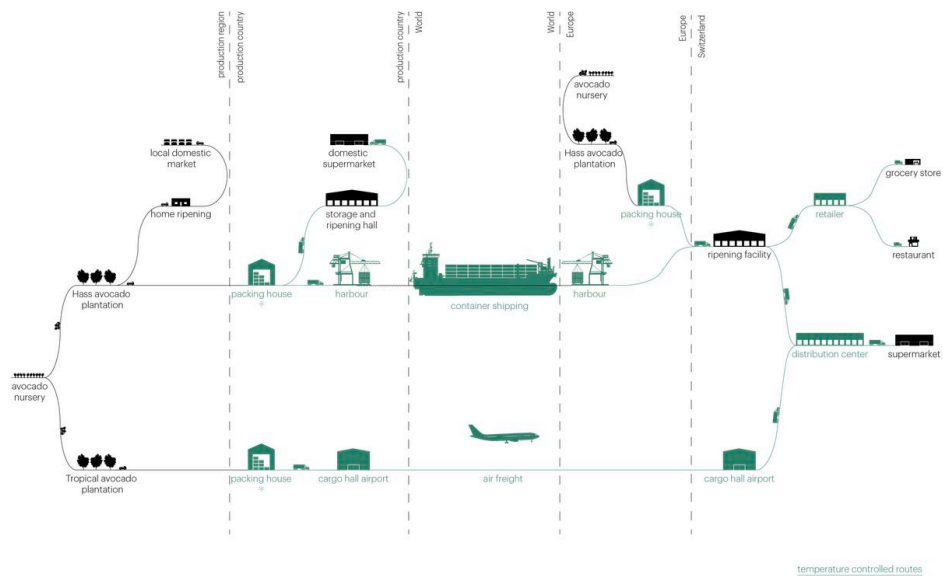 production region
production country
production country
World
World
Europe
Europe
Switzerland
avocado
nursery
local domestic
market
domestic
supermarket
Hass avocado
plantation
grocery store
home ripening
storage and
ripening hall
packing house
retailer
ripening facility
restaurant
Hass avocado
plantation
packing house
harbour
container shipping
harbour
distribution center
supermarket
avocado
nursery
Tropical avocado
plantation
packing house
cargo hall airport
air freight
cargo hall airport
temperature controlled routes